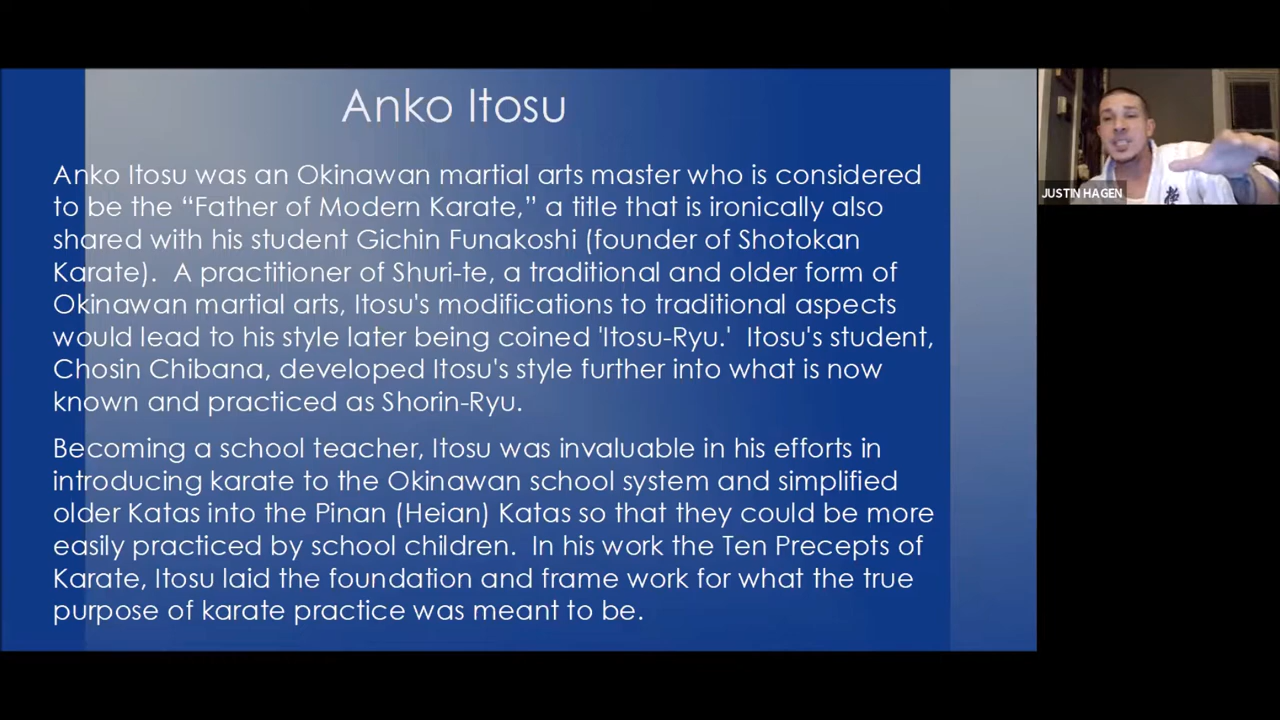 Anko Itosu
Anko Itosu was an Okinawan martial arts master who is considered
to be the “Father of Modern Karate,” a title that is ironically also
shared with his student Gichin Funakoshi (founder of Shotokan
Karate).  A practitioner of Shuri-te, a traditional and older form of
Okinawan martial arts, Itosu's modifications to traditional aspects
would lead to his style later being coined 'Itosu-Ryu.'  Itosu's student,
Chosin Chibana, developed Itosu's style further into what is now
known and practiced as Shorin-Ryu.
Becoming a school teacher, Itosu was invaluable in his efforts in
introducing karate to the Okinawan school system and simplified
older Katas into the Pinan (Heian) Katas so that they could be more
easily practiced by school children.  In his work the Ten Precepts of
Karate, Itosu laid the foundation and frame work for what the true
purpose of karate practice was meant to be.
JUSTIN HAGEN